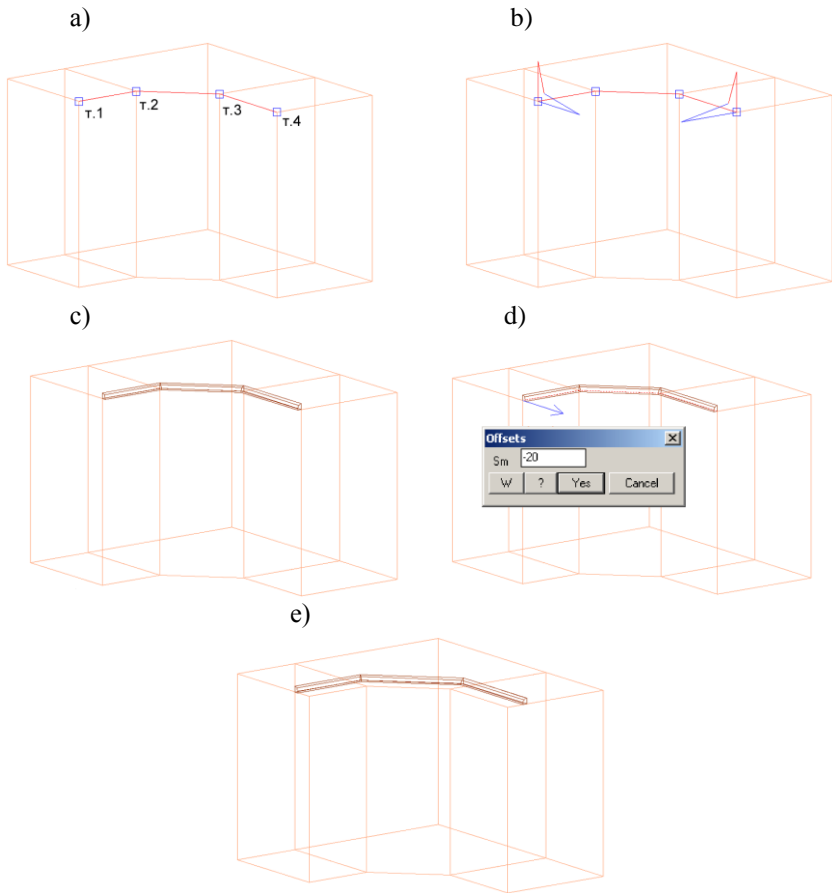 a)
b)
т.1
т.2
т.3
т.4
c)
d)
Offsets
Sm -20
W ? Yes Cancel
e)